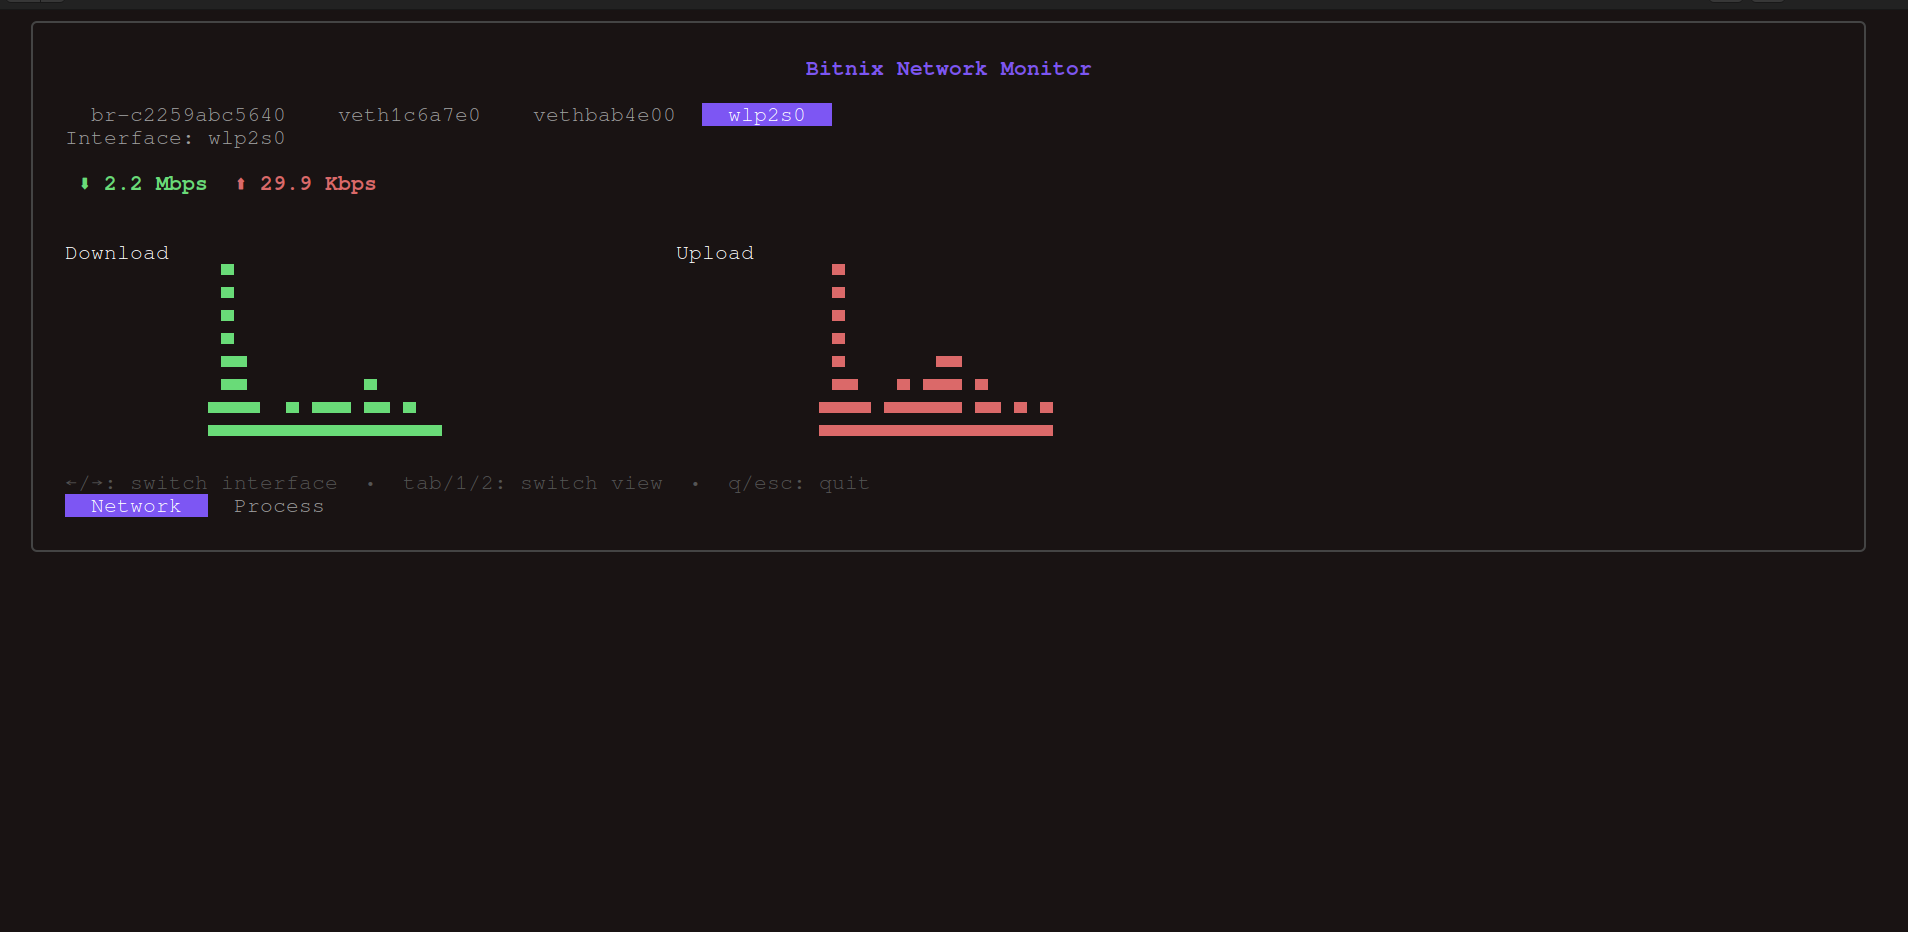 Bitnix Network Monitor
br-c2259abc5640 veth1c6a7e0 vethbab4e00 wlp2s0
Interface: wlp2s0
⬇ 2.2 Mbps ⬆ 29.9 Kbps
Download Upload
←/→: switch interface • tab/1/2: switch view • q/esc: quit
Network Process